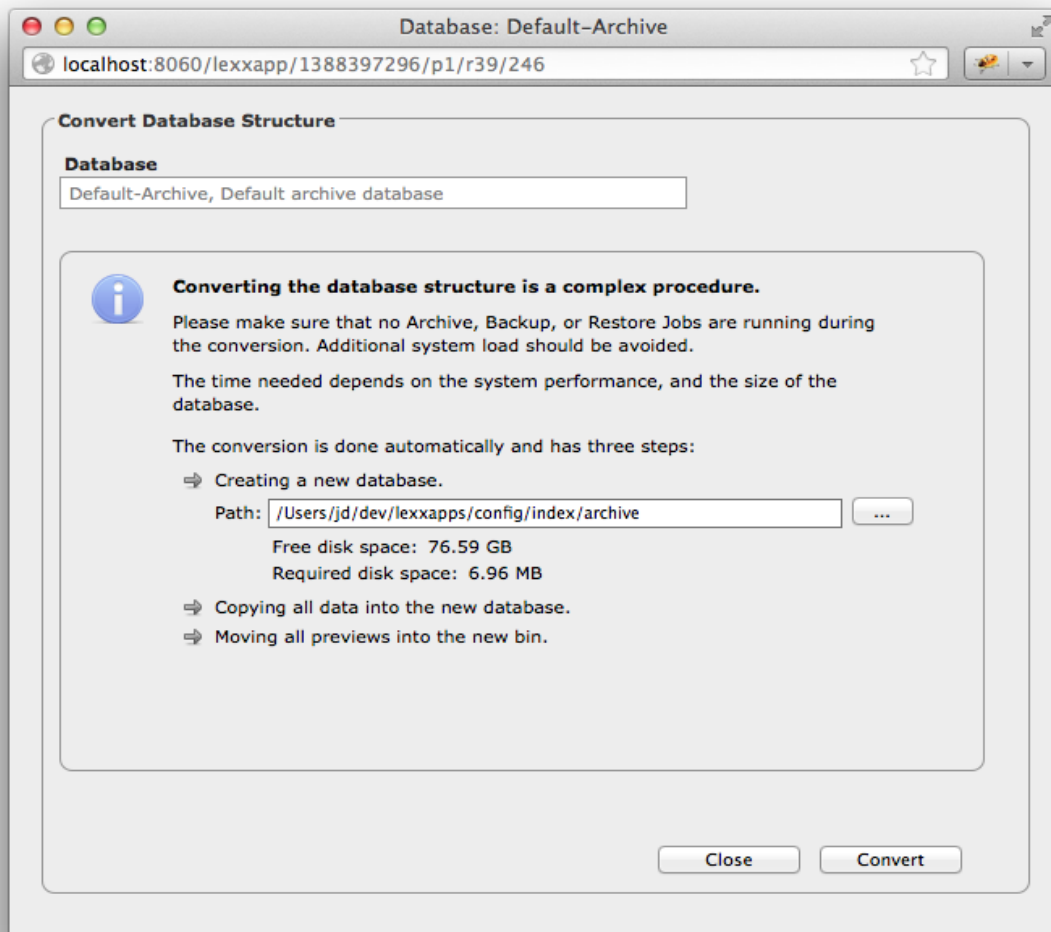 Database: Default-Archive
localhost:8060/lexxapp/1388397296/p1/r39/246
Convert Database Structure
Database
Default-Archive, Default archive database
Converting the database structure is a complex procedure.
Please make sure that no Archive, Backup, or Restore Jobs are running during
the conversion. Additional system load should be avoided.
The time needed depends on the system performance, and the size of the
database.
The conversion is done automatically and has three steps:
Creating a new database.
Path: /Users/jd/dev/lexxapps/config/index/archive ...
Free disk space: 76.59 GB
Required disk space: 6.96 MB
Copying all data into the new database.
Moving all previews into the new bin.
Close Convert